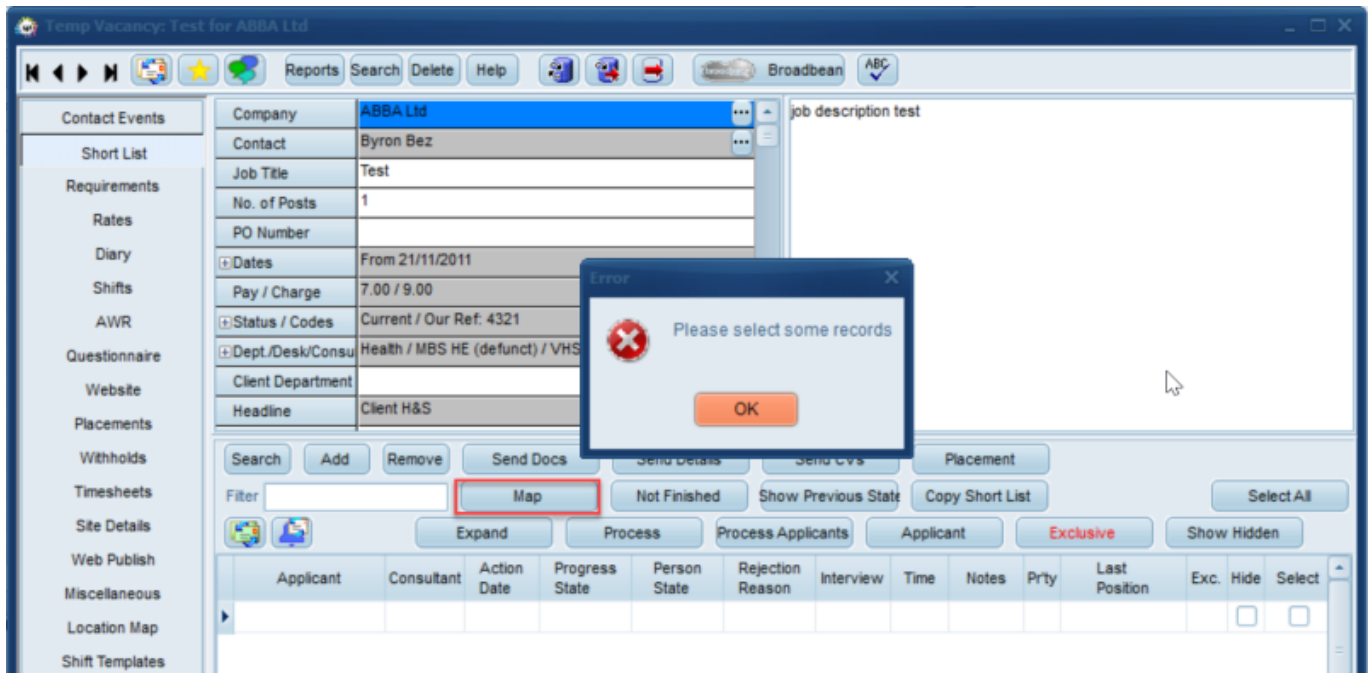 Temp Vacancy: Test for ABBA Ltd
Reports Search Delete Help Broadbean ABC
Contact Events
Short List
Requirements
Rates
Diary
Shifts
AWR
Questionnaire
Website
Placements
Withholds
Timesheets
Site Details
Web Publish
Miscellaneous
Location Map
Shift Templates
Company ABBA Ltd
Contact Byron Bez
Job Title Test
No. of Posts 1
PO Number
Dates From 21/11/2011
Pay / Charge 7.00 / 9.00
Status / Codes Current / Our Ref: 4321
Dept./Desk/Consu Health / MBS HE (defunct) / VHS
Client Department
Headline Client H&S
job description test
Error
Please select some records
OK
Search Add Remove Send Docs Send Details Send CVs Placement
Filter Map Not Finished Show Previous State Copy Short List Select All
Expand Process Process Applicants Applicant Exclusive Show Hidden
Applicant Consultant Action Date Progress State Person State Rejection Reason Interview Time Notes Pr'ty Last Position Exc. Hide Select